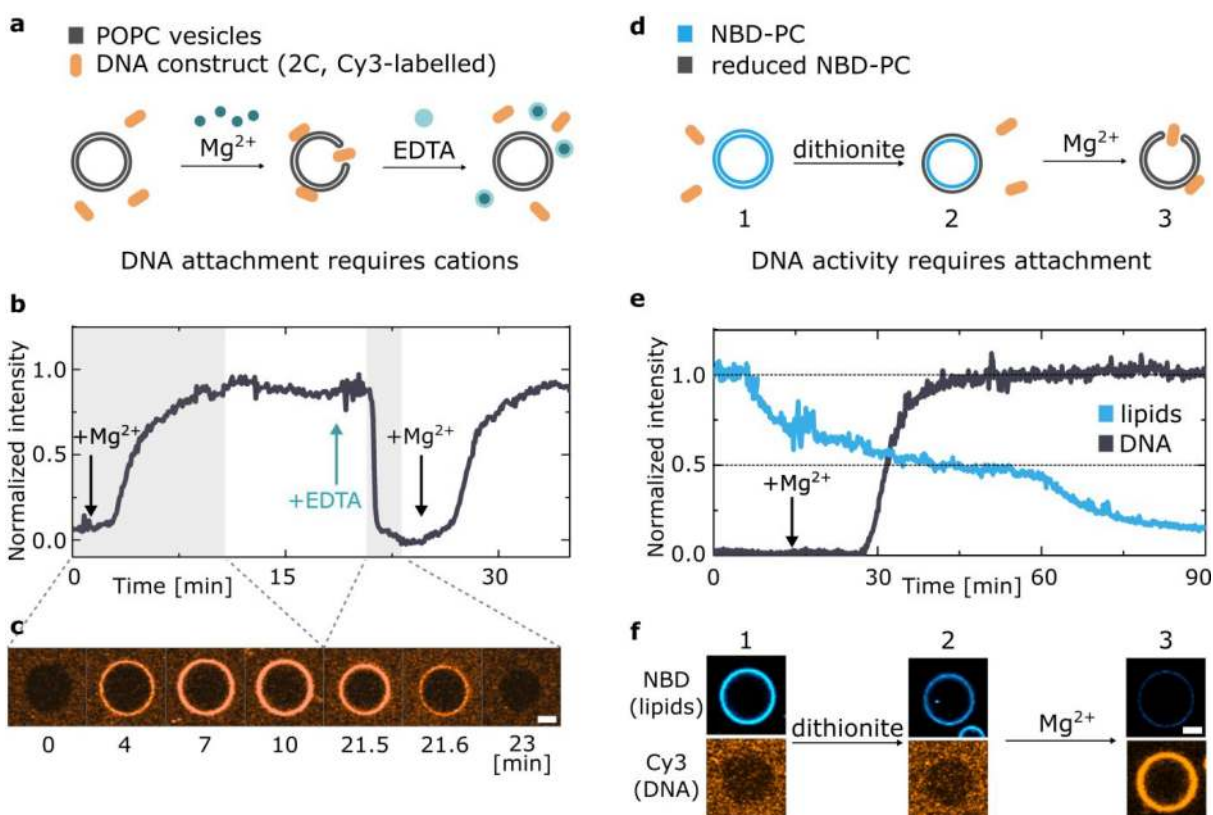 a
POPC vesicles
DNA construct (2C, Cy3-labelled)
Mg2+
EDTA
DNA attachment requires cations
b
Normalized intensity
1.0
0.5
0.0
+Mg2+
+EDTA
+Mg2+
0
15
30
Time [min]
c
0
4
7
10
21.5
21.6
23
[min]
d
NBD-PC
reduced NBD-PC
dithionite
Mg2+
1
2
3
DNA activity requires attachment
e
Normalized intensity
1.0
0.5
0.0
lipids
DNA
+Mg2+
0
30
60
90
Time [min]
f
1
2
3
NBD
(lipids)
dithionite
Mg2+
Cy3
(DNA)